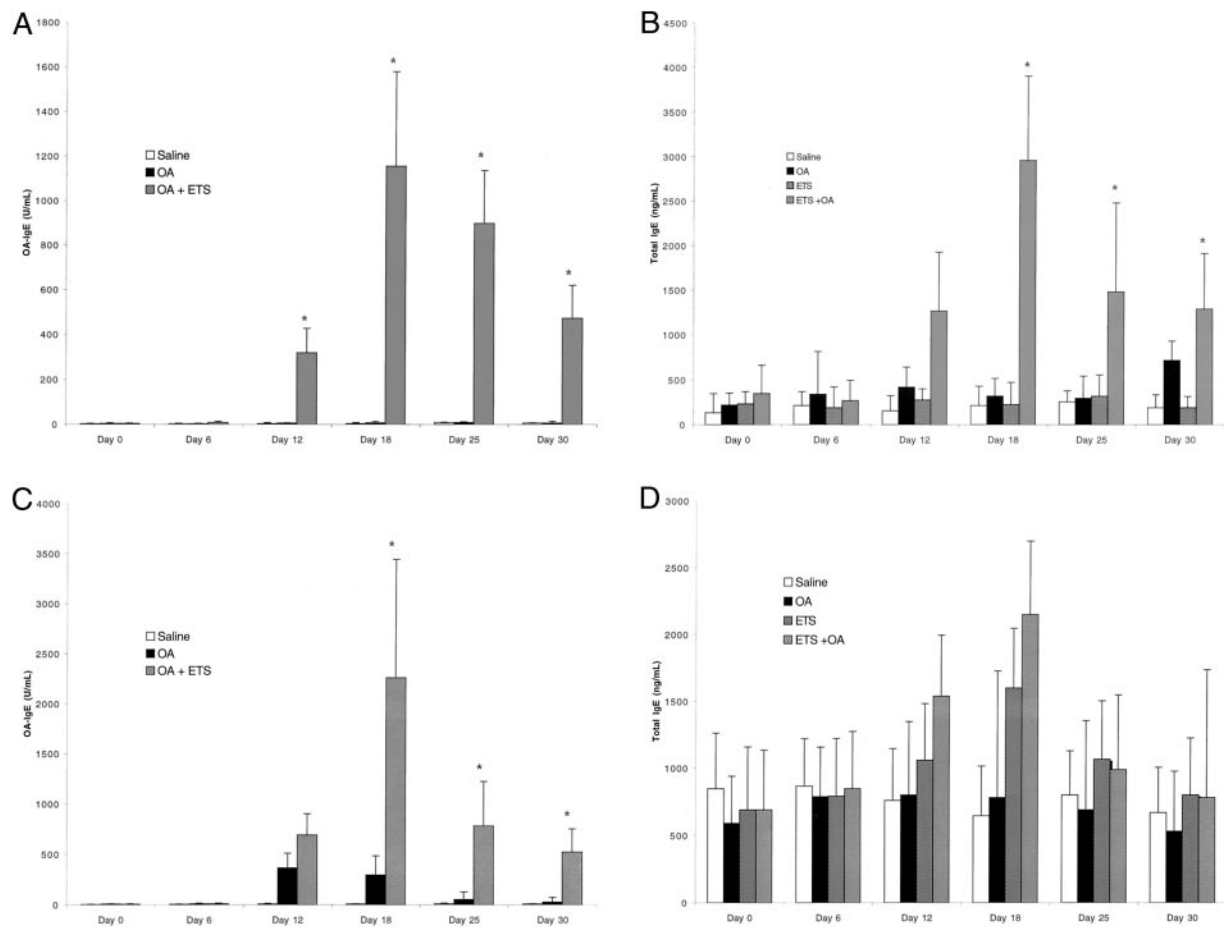 A
1800
1600
1400
1200
1000
800
600
400
200
0
OA-IgE (U/mL)
Saline
OA
OA + ETS
*
*
*
*
Day 0 Day 6 Day 12 Day 18 Day 25 Day 30
B
4500
4000
3500
3000
2500
2000
1500
1000
500
0
Total IgE (ng/mL)
Saline
OA
ETS
ETS +OA
*
*
*
Day 0 Day 6 Day 12 Day 18 Day 25 Day 30
C
4000
3500
3000
2500
2000
1500
1000
500
0
OA-IgE (U/mL)
Saline
OA
OA + ETS
*
*
*
Day 0 Day 6 Day 12 Day 18 Day 25 Day 30
D
3000
2500
2000
1500
1000
500
0
Total IgE (ng/mL)
Saline
OA
ETS
ETS +OA
Day 0 Day 6 Day 12 Day 18 Day 25 Day 30